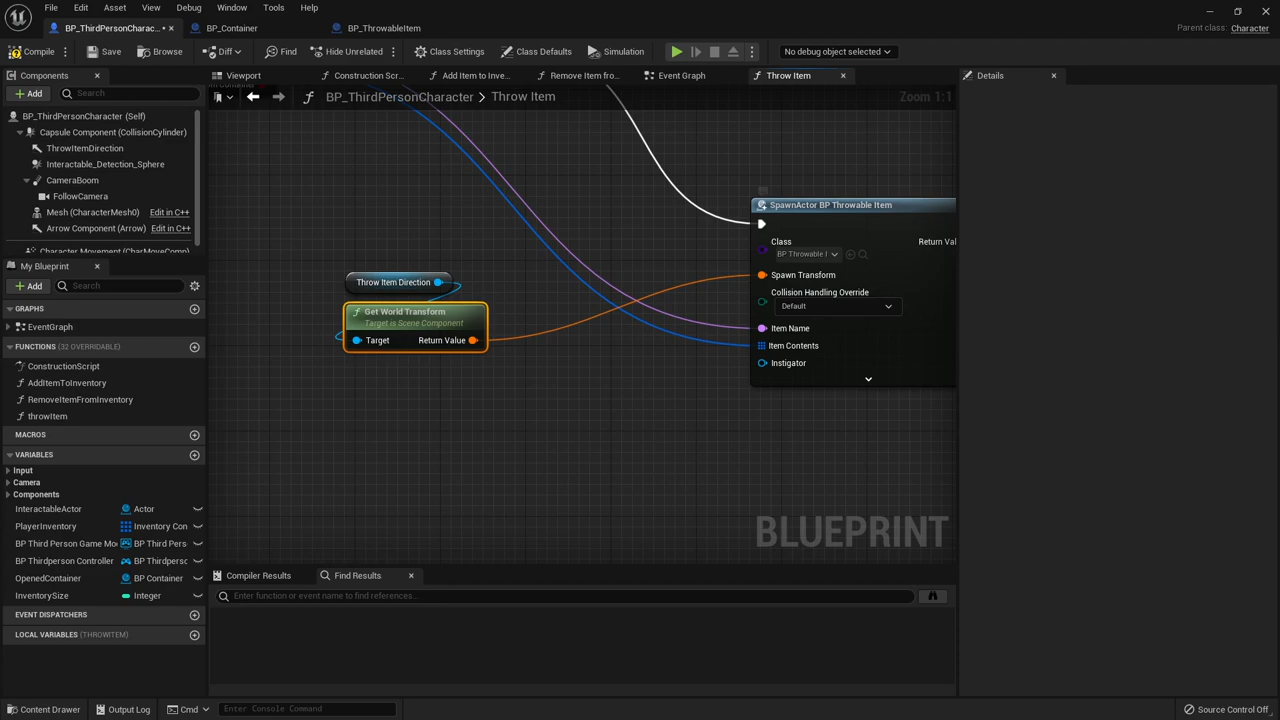 File Edit Asset View Debug Window Tools Help
BP_ThirdPersonCharac... •
BP_Container
BP_ThrowableItem
Parent class: Character
Compile Save Browse Diff Find Hide Unrelated Class Settings Class Defaults Simulation No debug object selected
Components
Viewport Construction Scr... Add Item to Inve... Remove Item fro... Event Graph Throw Item
Details
Add Search
BP_ThirdPersonCharacter > Throw Item
Zoom 1:1
BP_ThirdPersonCharacter (Self)
Capsule Component (CollisionCylinder)
ThrowItemDirection
Interactable_Detection_Sphere
CameraBoom
FollowCamera
Mesh (CharacterMesh0) Edit in C++
Arrow Component (Arrow) Edit in C++
Character Movement (CharMoveComp)
My Blueprint
Add Search
GRAPHS
EventGraph
FUNCTIONS (32 OVERRIDABLE)
ConstructionScript
AddItemToInventory
RemoveItemFromInventory
throwItem
MACROS
VARIABLES
Input
Camera
Components
InteractableActor Actor
PlayerInventory Inventory Con
BP Third Person Game Mo BP Third Pers
BP Thirdperson Controller BP Thirdperso
OpenedContainer BP Container
InventorySize Integer
EVENT DISPATCHERS
LOCAL VARIABLES (THROWITEM)
Throw Item Direction
Get World Transform
Target is Scene Component
Target Return Value
SpawnActor BP Throwable Item
Class Return Val
BP Throwable I
Spawn Transform
Collision Handling Override
Default
Item Name
Item Contents
Instigator
BLUEPRINT
Compiler Results Find Results
Enter function or event name to find references...
Content Drawer Output Log Cmd Enter Console Command Source Control Off